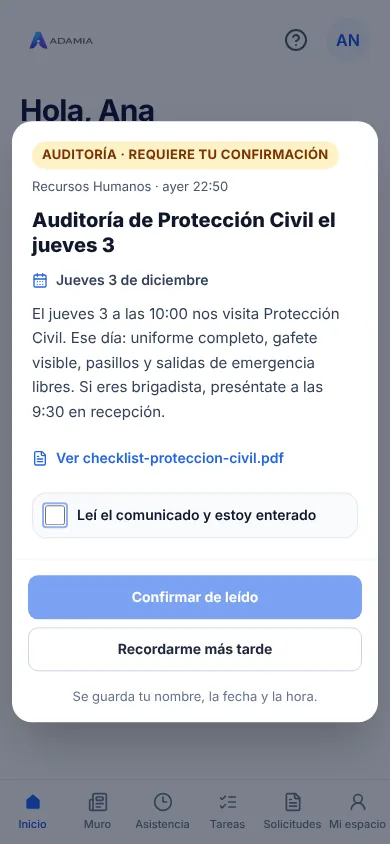 ADAMIA
AN
Hola, Ana
AUDITORÍA · REQUIERE TU CONFIRMACIÓN
Recursos Humanos · ayer 22:50
Auditoría de Protección Civil el
jueves 3
Jueves 3 de diciembre
El jueves 3 a las 10:00 nos visita Protección
Civil. Ese día: uniforme completo, gafete
visible, pasillos y salidas de emergencia
libres. Si eres brigadista, preséntate a las
9:30 en recepción.
Ver checklist-proteccion-civil.pdf
Leí el comunicado y estoy enterado
Confirmar de leído
Recordarme más tarde
Se guarda tu nombre, la fecha y la hora.
Inicio Muro Asistencia Tareas Solicitudes Mi espacio